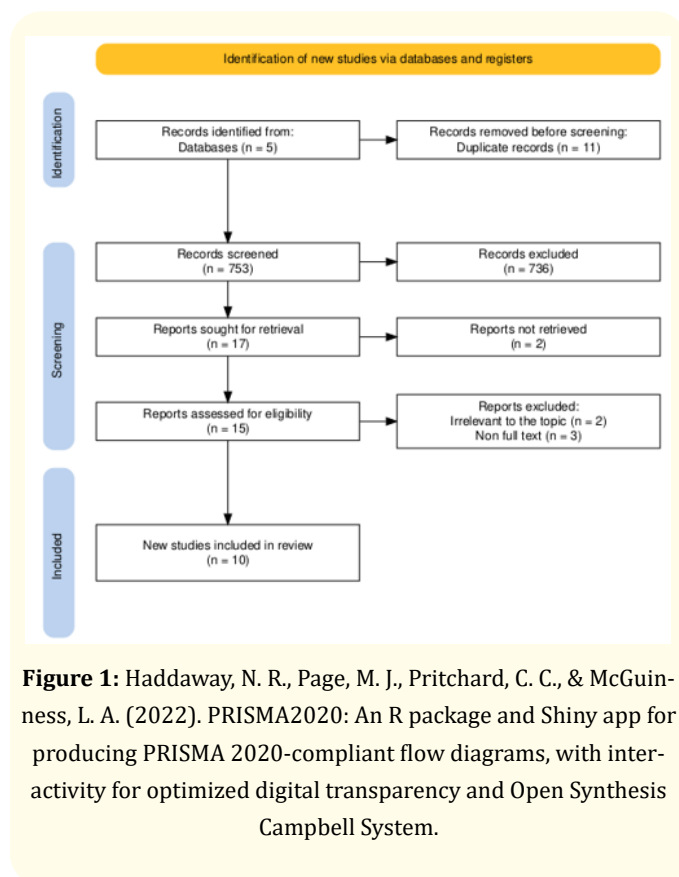 Identification of new studies via databases and registers
Identification
Records identified from:
Databases (n = 5)
Records removed before screening:
Duplicate records (n = 11)
Screening
Records screened
(n = 753)
Records excluded
(n = 736)
Reports sought for retrieval
(n = 17)
Reports not retrieved
(n = 2)
Reports assessed for eligibility
(n = 15)
Reports excluded:
Irrelevant to the topic (n = 2)
Non full text (n = 3)
Included
New studies included in review
(n = 10)
Figure 1: Haddaway, N. R., Page, M. J., Pritchard, C. C., & McGuin-
ness, L. A. (2022). PRISMA2020: An R package and Shiny app for
producing PRISMA 2020-compliant flow diagrams, with inter-
activity for optimized digital transparency and Open Synthesis
Campbell System.